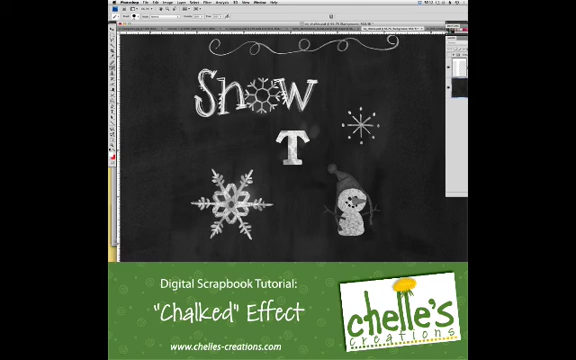 Snow
T
Digital Scrapbook Tutorial:
"Chalked" Effect
www.chelles-creations.com
chelle's
creations